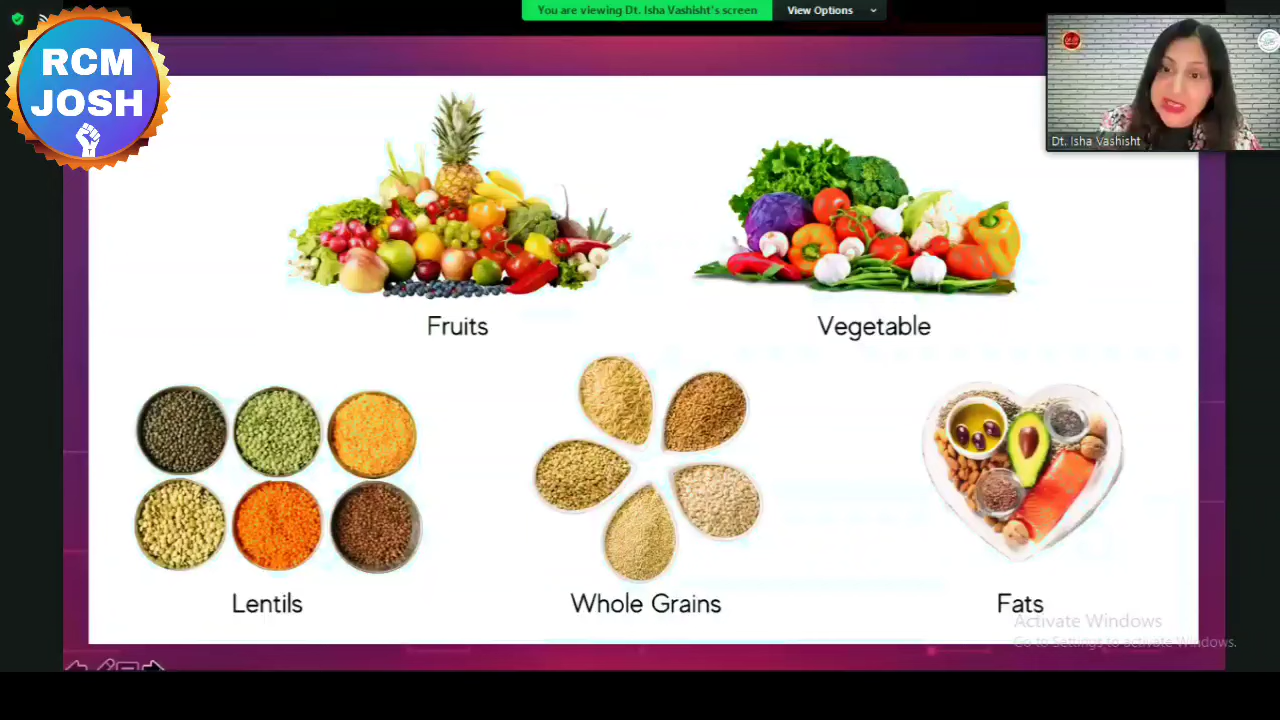 You are viewing Dt. Isha Vashisht's screen
View Options
RCM
JOSH
Dt. Isha Vashisht
Fruits
Vegetable
Lentils
Whole Grains
Fats
Activate Windows
Go to Settings to activate Windows.